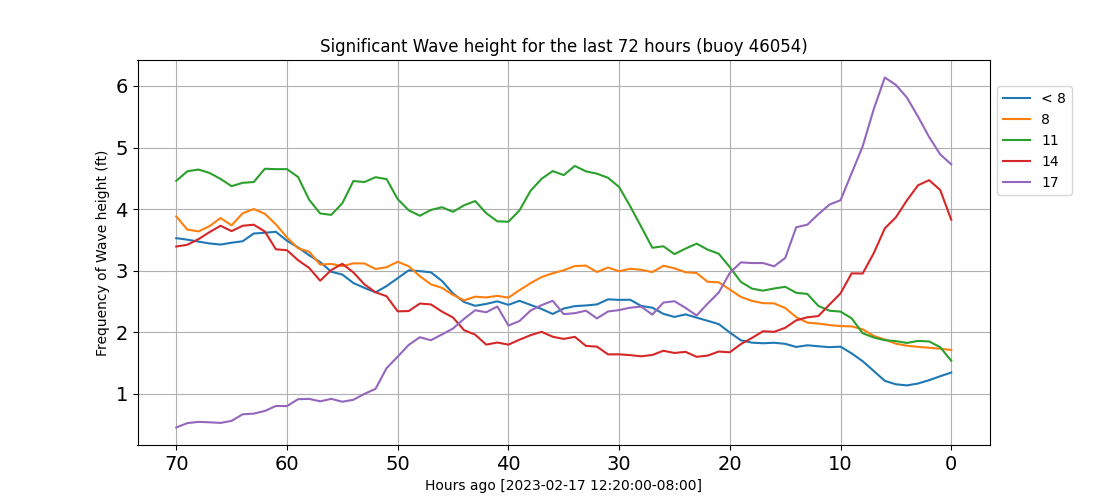 Significant Wave height for the last 72 hours (buoy 46054)
Frequency of Wave height (ft)
6
5
4
3
2
1
70 60 50 40 30 20 10 0
Hours ago [2023-02-17 12:20:00-08:00]
< 8
8
11
14
17